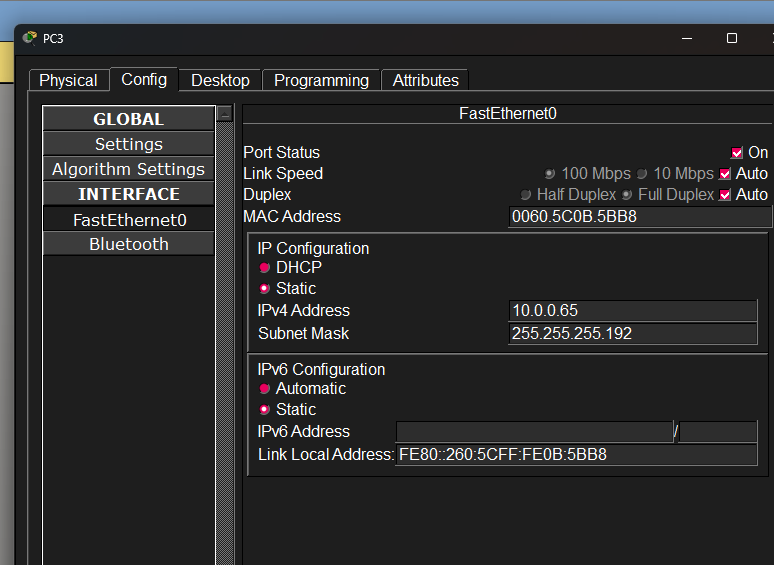 PC3
Physical Config Desktop Programming Attributes
GLOBAL
Settings
Algorithm Settings
INTERFACE
FastEthernet0
Bluetooth
FastEthernet0
Port Status On
Link Speed 100 Mbps 10 Mbps Auto
Duplex Half Duplex Full Duplex Auto
MAC Address 0060.5C0B.5BB8
IP Configuration
DHCP
Static
IPv4 Address 10.0.0.65
Subnet Mask 255.255.255.192
IPv6 Configuration
Automatic
Static
IPv6 Address /
Link Local Address: FE80::260:5CFF:FE0B:5BB8